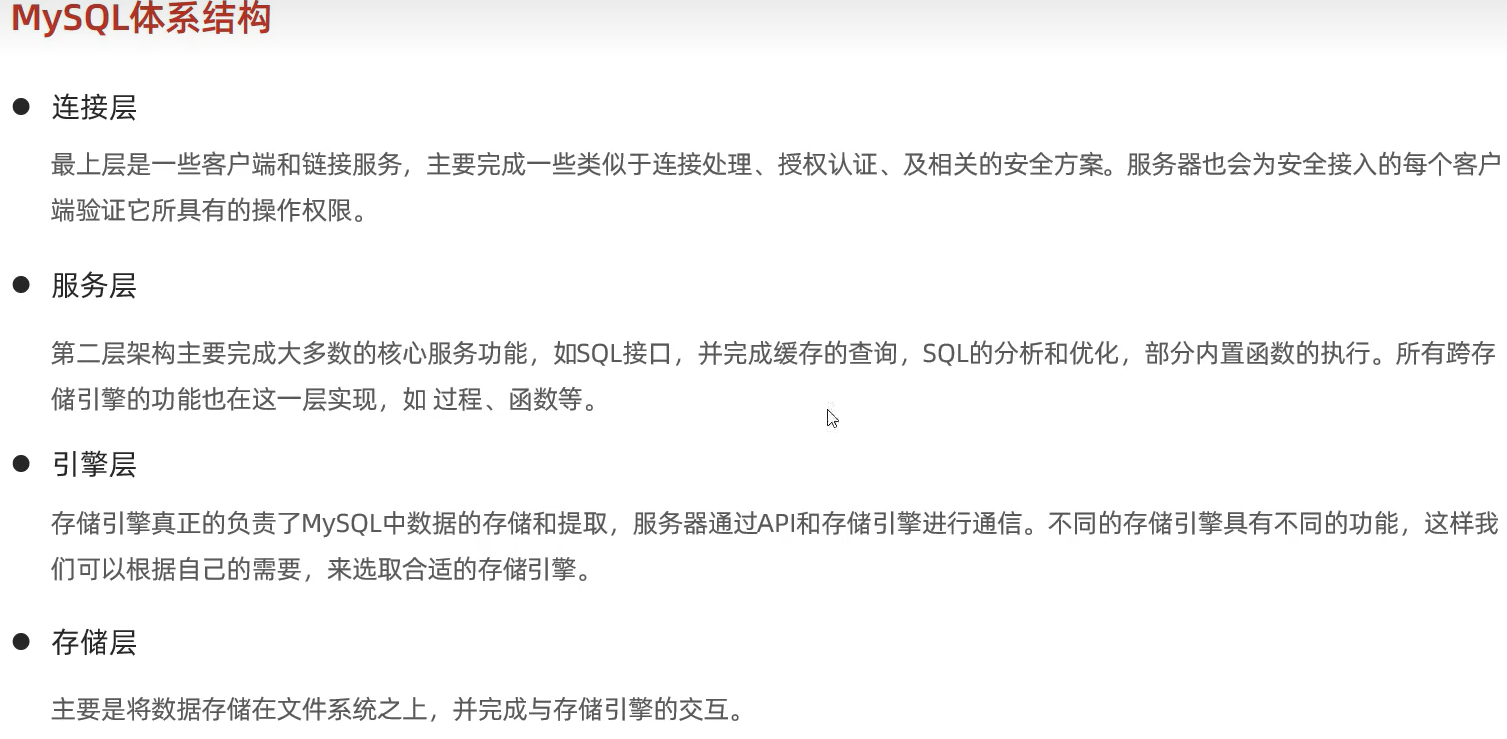 MySQL体系结构
● 连接层
最上层是一些客户端和链接服务，主要完成一些类似于连接处理、授权认证、及相关的安全方案。服务器也会为安全接入的每个客户
端验证它所具有的操作权限。
● 服务层
第二层架构主要完成大多数的核心服务功能，如SQL接口，并完成缓存的查询，SQL的分析和优化，部分内置函数的执行。所有跨存
储引擎的功能也在这一层实现，如 过程、函数等。
● 引擎层
存储引擎真正的负责了MySQL中数据的存储和提取，服务器通过API和存储引擎进行通信。不同的存储引擎具有不同的功能，这样我
们可以根据自己的需要，来选取合适的存储引擎。
● 存储层
主要是将数据存储在文件系统之上，并完成与存储引擎的交互。